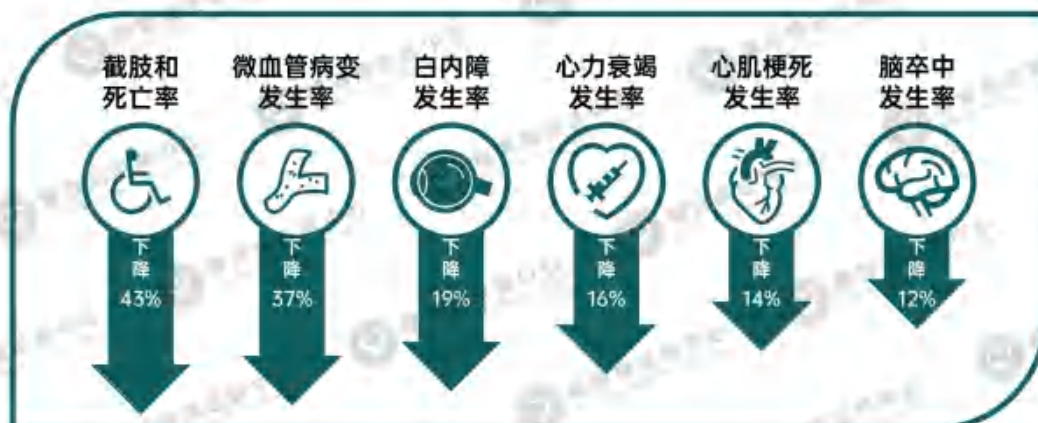 截肢和
死亡率
微血管病变
发生率
白内障
发生率
心力衰竭
发生率
心肌梗死
发生率
脑卒中
发生率
下降
43%
下降
37%
下降
19%
下降
16%
下降
14%
下降
12%